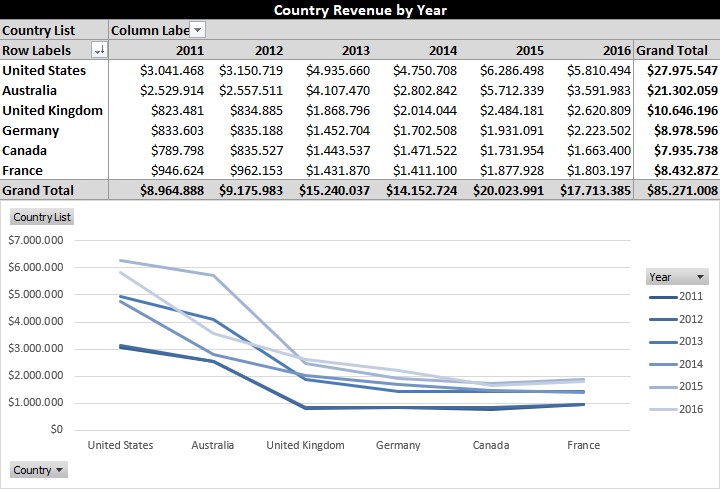 Country Revenue by Year
Country List Column Labe
Row Labels 2011 2012 2013 2014 2015 2016 Grand Total
United States $3.041.468 $3.150.719 $4.935.660 $4.750.708 $6.286.498 $5.810.494 $27.975.547
Australia $2.529.914 $2.557.511 $4.107.470 $2.802.842 $5.712.339 $3.591.983 $21.302.059
United Kingdom $823.481 $834.885 $1.868.796 $2.014.044 $2.484.181 $2.620.809 $10.646.196
Germany $833.603 $835.188 $1.452.704 $1.702.508 $1.931.091 $2.223.502 $8.978.596
Canada $789.798 $835.527 $1.443.537 $1.471.522 $1.731.954 $1.663.400 $7.935.738
France $946.624 $962.153 $1.431.870 $1.411.100 $1.877.928 $1.803.197 $8.432.872
Grand Total $8.964.888 $9.175.983 $15.240.037 $14.152.724 $20.023.991 $17.713.385 $85.271.008
Country List
$7.000.000
$6.000.000
$5.000.000
$4.000.000
$3.000.000
$2.000.000
$1.000.000
$0
United States Australia United Kingdom Germany Canada France
Year
2011
2012
2013
2014
2015
2016
Country